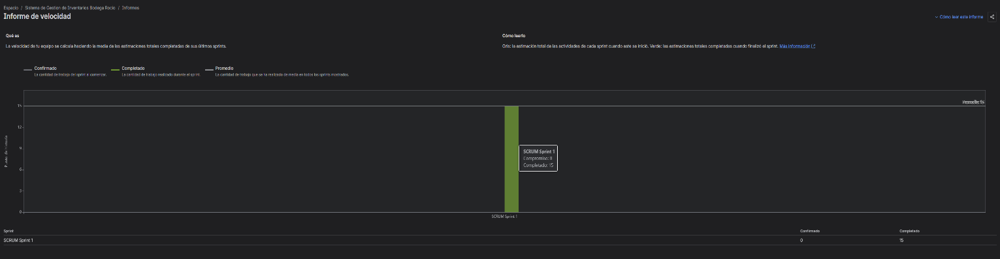 Espacio / Sistema de Gestion de Inventarios Bodega Rocio / Informes
Informe de velocidad
Cómo leer este informe
Qué es
La velocidad de tu equipo se calcula haciendo la media de las estimaciones totales completadas de sus últimos sprints.
Cómo leerlo
Gris: la estimación total de las actividades de cada sprint cuando este se inició. Verde: las estimaciones totales completadas cuando finalizó el sprint. Más información
Confirmado
La cantidad de trabajo del sprint al comenzar.
Completado
La cantidad de trabajo realizado durante el sprint.
Promedio
La cantidad de trabajo que se ha realizado de media en todos los sprints mostrados.
15
12
9
6
3
0
SCRUM Sprint 1
Compromiso: 0
Completado: 15
SCRUM Sprint 1
Sprint Confirmado Completado
SCRUM Sprint 1 0 15